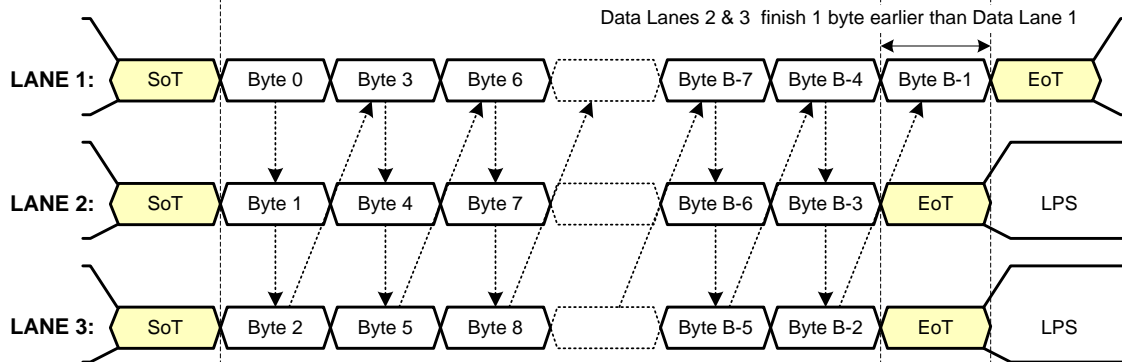 Data Lanes 2 & 3 finish 1 byte earlier than Data Lane 1
LANE 1: SoT Byte 0 Byte 3 Byte 6 Byte B-7 Byte B-4 Byte B-1 EoT
LANE 2: SoT Byte 1 Byte 4 Byte 7 Byte B-6 Byte B-3 EoT LPS
LANE 3: SoT Byte 2 Byte 5 Byte 8 Byte B-5 Byte B-2 EoT LPS